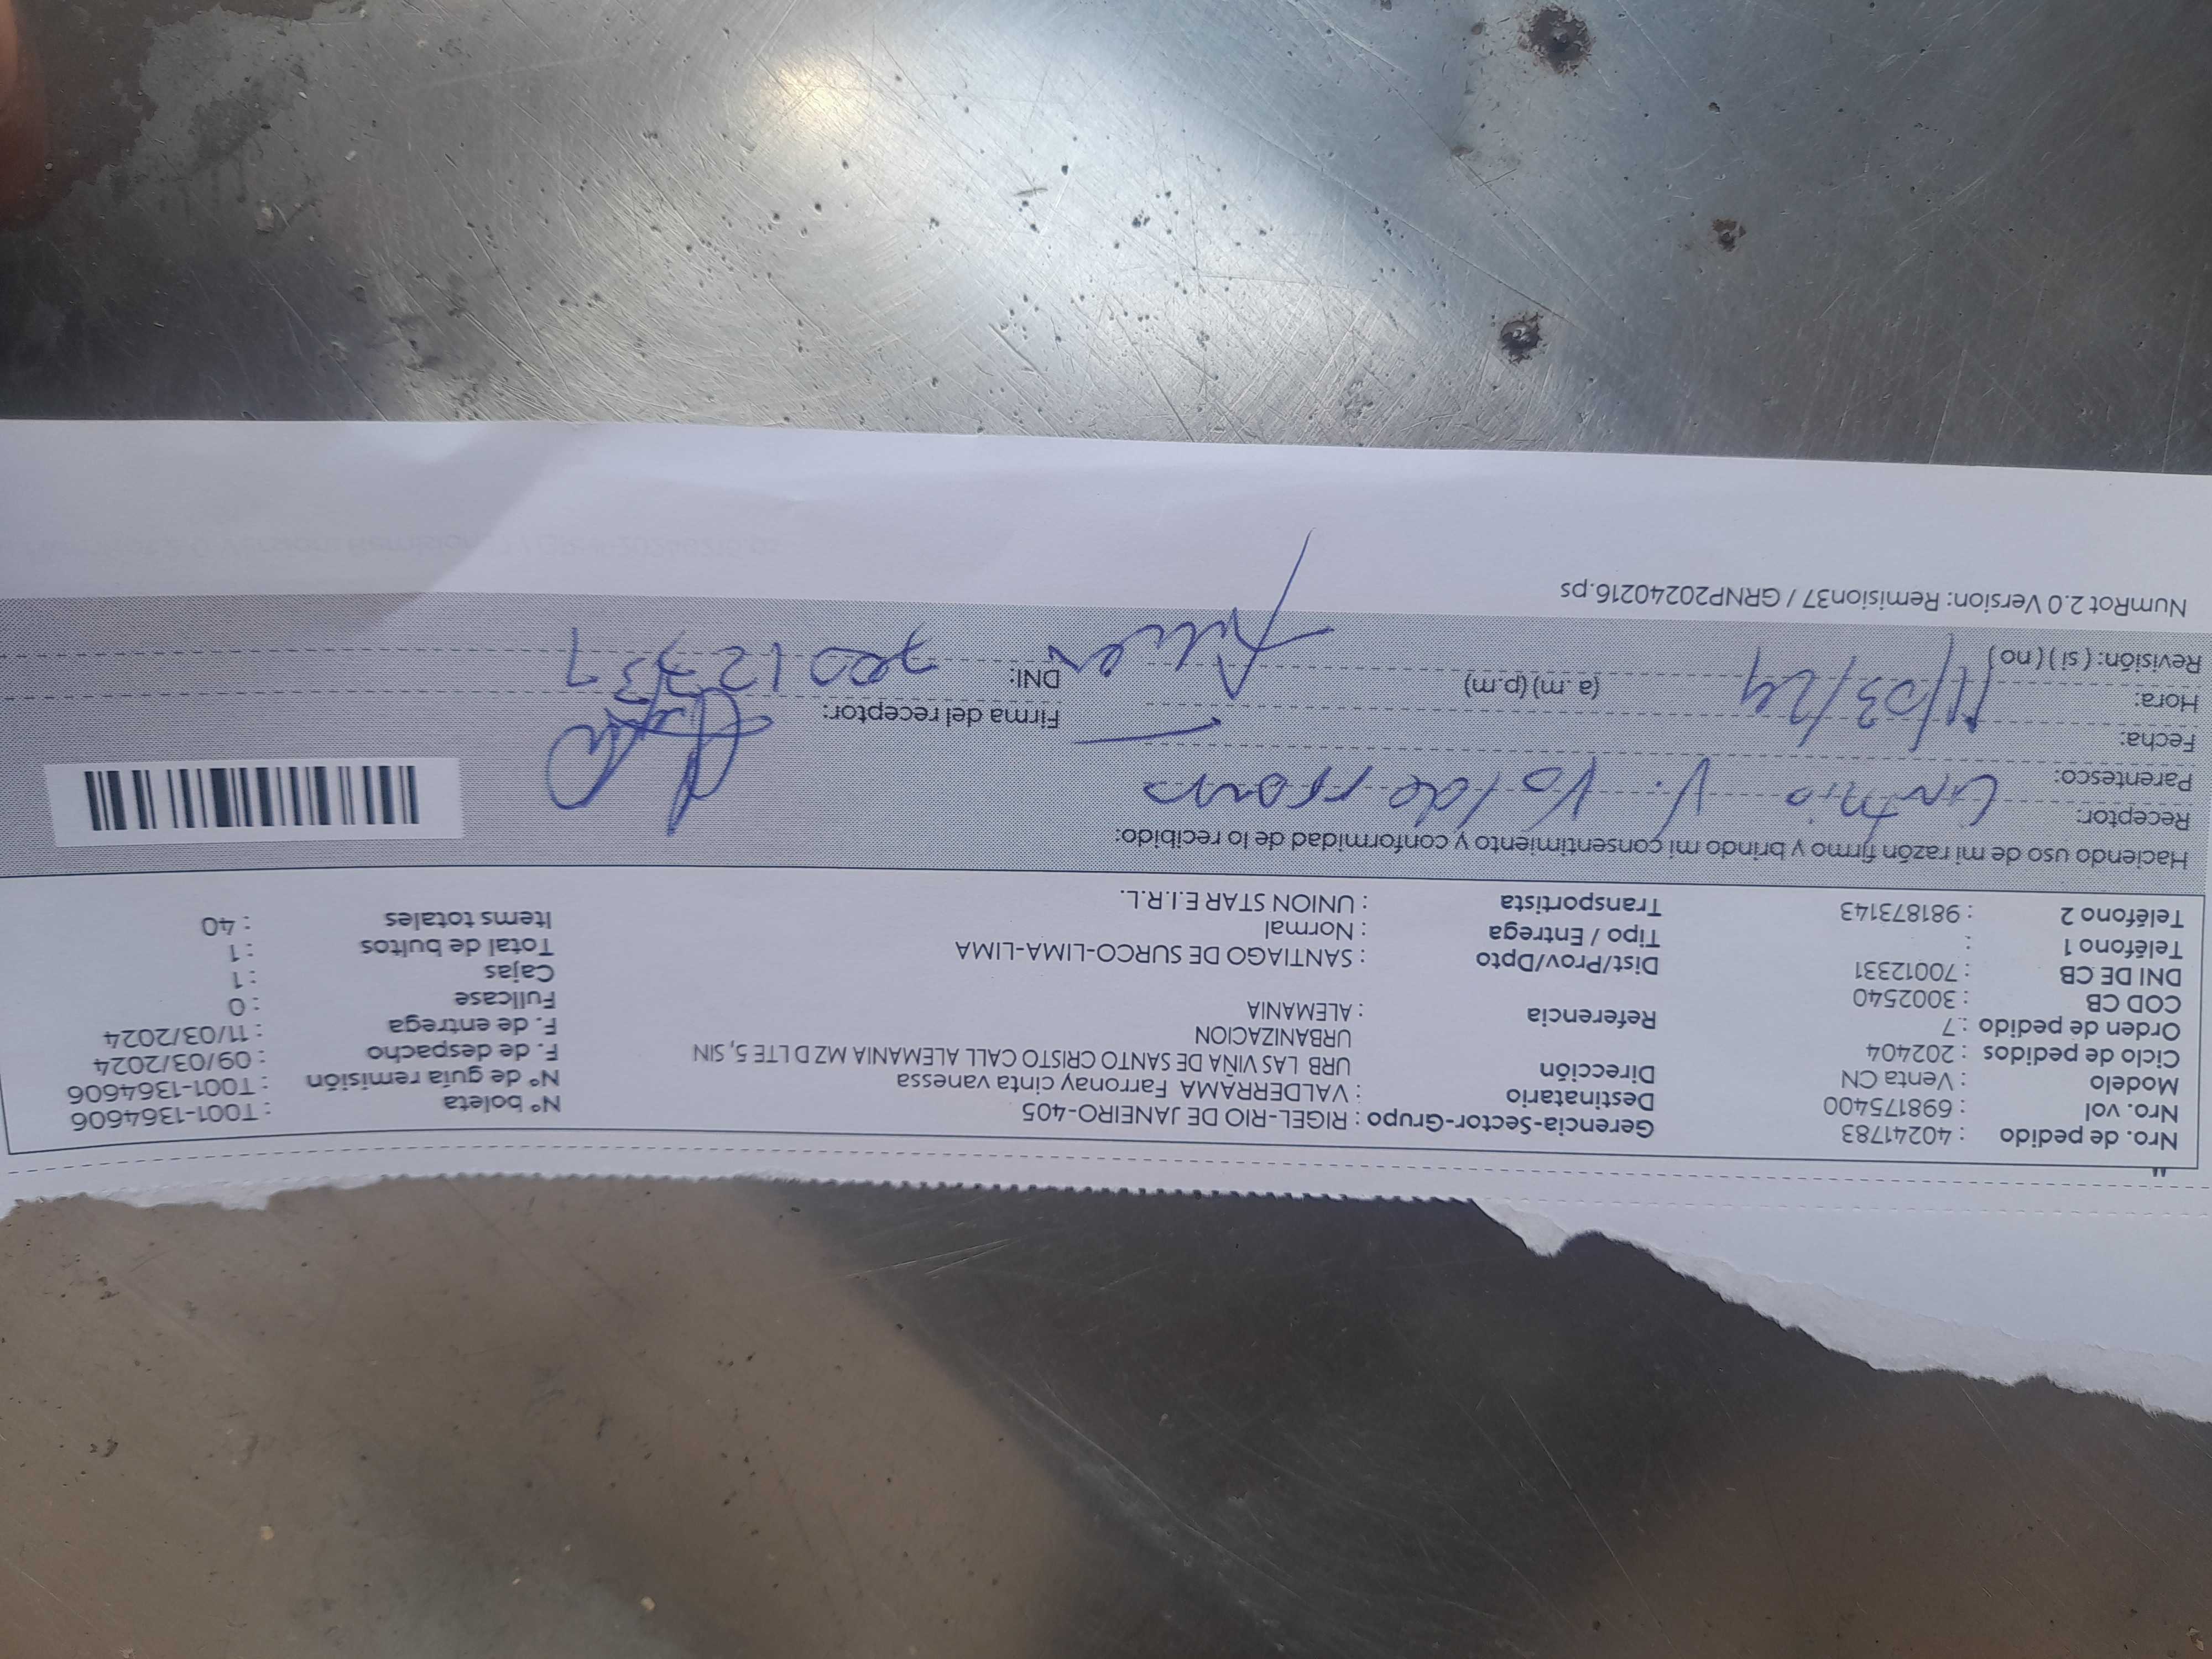 Nro. de pedido : 40241783 Gerencia-Sector-Grupo : RIGEL-RIO DE JANEIRO-405 N° boleta : T001-1364606
Nro. vol : 698175400 Destinatario : VALDERRAMA Farronay cinta vanessa N° de guía remisión : T001-1364606
Modelo : Venta CN Dirección URB LAS VIÑA DE SANTO CRISTO CALL ALEMANIA MZ D LTE 5, SIN F. de despacho : 09/03/2024
Ciclo de pedidos : 202404 URBANIZACION F. de entrega : 11/03/2024
Orden de pedido : 7 Referencia : ALEMANIA Fullcase : 0
COD CB : 3002540 Cajas : 1
DNI DE CB : 70012331 Dist/Prov/Dpto : SANTIAGO DE SURCO-LIMA-LIMA Total de bultos : 1
Teléfono 1 : Tipo / Entrega : Normal Items totales : 40
Teléfono 2 : 981873143 Transportista : UNION STAR E.I.R.L.
Haciendo uso de mi razón firmo y brindo mi consentimiento y conformidad de lo recibido:
Receptor: V. Valderrama
Parentesco:
Fecha: 11/03/24 Firma del receptor:
Hora: (a.m) (p.m) DNI:
Revisión: ( si ) ( no )
NumRot 2.0 Version: Remision37 / GRNP20240216.ps